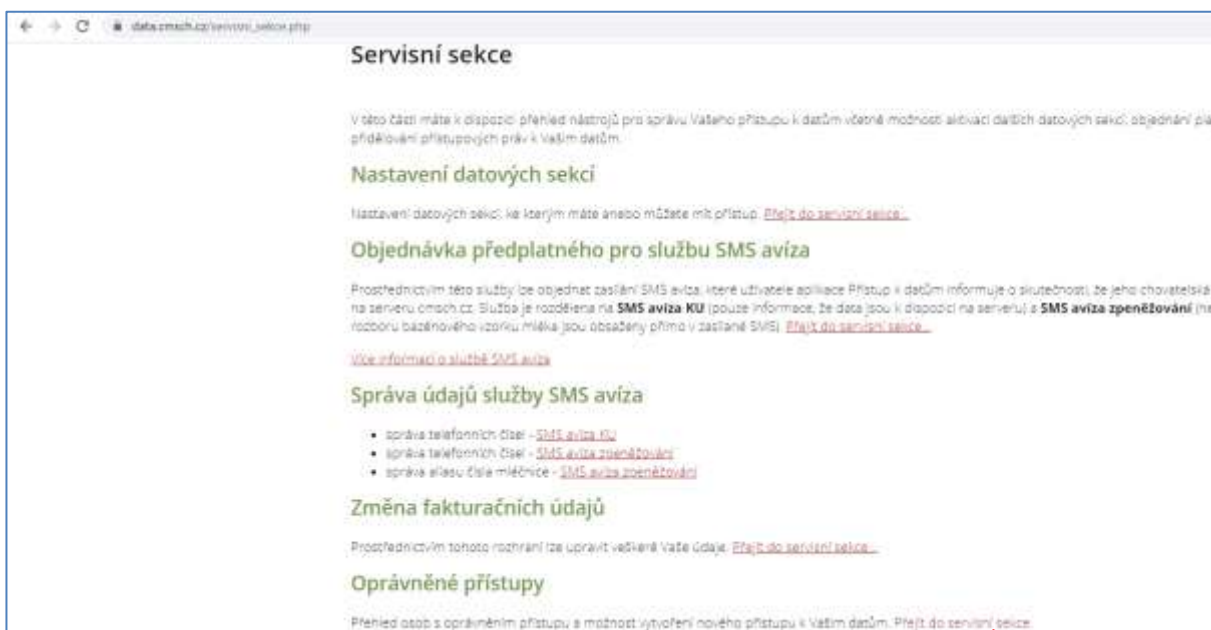 data.cmsch.cz/servisni_sekce.php
Servisní sekce
V této části máte k dispozici přehled nástrojů pro správu Vašeho přístupu k datům včetně možnosti aktivací dalších datových sekcí, objednání
přidělování přístupových práv k Vašim datům.
Nastavení datových sekcí
Nastavení datových sekcí, ke kterým máte anebo můžete mít přístup. Přejít do servisní sekce...
Objednávka předplatného pro službu SMS avíza
Prostřednictvím této služby lze objednat zasílání SMS avíza, které uživatele aplikace Přístup k datům informuje o skutečnosti, že jeho chovatelská
na serveru cmsch.cz. Služba je rozdělena na SMS avíza KU (pouze informace, že data jsou k dispozici na serveru) a SMS avíza zpeněžování
rozboru bazénového vzorku mléka jsou obsaženy přímo v zasílané SMS). Přejít do servisní sekce...
Více informací o službě SMS avíza
Správa údajů služby SMS avíza
• správa telefonních čísel - SMS avíza KU
• správa telefonních čísel - SMS avíza zpeněžování
• správa aliasu čísla mléčnice - SMS avíza zpeněžování
Změna fakturačních údajů
Prostřednictvím tohoto rozhraní lze upravit veškeré Vaše údaje. Přejít do servisní sekce...
Oprávněné přístupy
Přehled osob s oprávněním přístupu a možnost vytvoření nového přístupu k Vašim datům. Přejít do servisní sekce